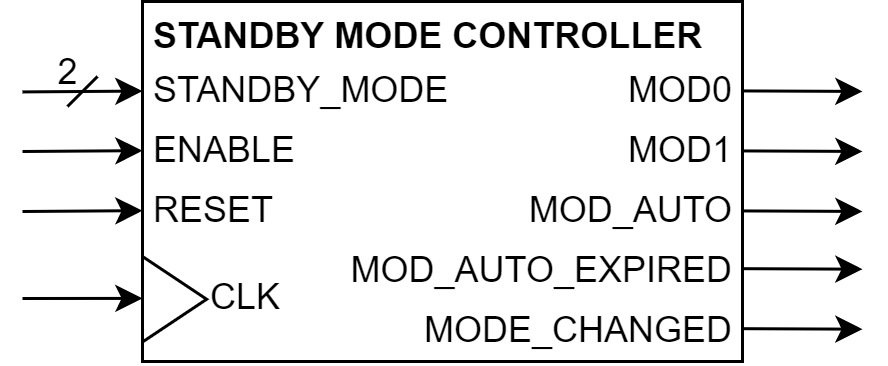 STANDBY MODE CONTROLLER
2
STANDBY_MODE
MOD0
ENABLE
MOD1
RESET
MOD_AUTO
MOD_AUTO_EXPIRED
CLK
MODE_CHANGED